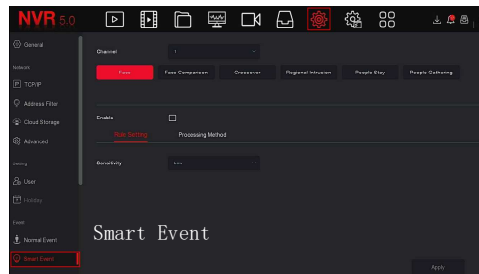 NVR 5.0
General
Channel
1
Network
Face
Face Comparison
Crossover
Regional Intrusion
People Stay
People Gathering
TCP/IP
Address Filter
Cloud Storage
Enable
Advanced
Rule Setting
Processing Method
Sensitivity
User
Holiday
Event
Normal Event
Smart Event
Smart Event
Apply